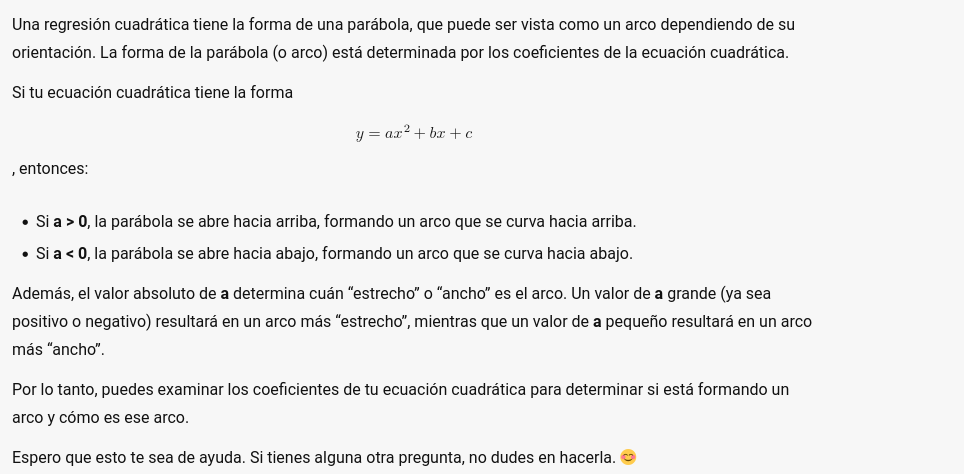 Una regresión cuadrática tiene la forma de una parábola, que puede ser vista como un arco dependiendo de su
orientación. La forma de la parábola (o arco) está determinada por los coeficientes de la ecuación cuadrática.
Si tu ecuación cuadrática tiene la forma
y = ax² + bx + c
, entonces:
• Si a > 0, la parábola se abre hacia arriba, formando un arco que se curva hacia arriba.
• Si a < 0, la parábola se abre hacia abajo, formando un arco que se curva hacia abajo.
Además, el valor absoluto de a determina cuán “estrecho” o “ancho” es el arco. Un valor de a grande (ya sea
positivo o negativo) resultará en un arco más “estrecho”, mientras que un valor de a pequeño resultará en un arco
más “ancho”.
Por lo tanto, puedes examinar los coeficientes de tu ecuación cuadrática para determinar si está formando un
arco y cómo es ese arco.
Espero que esto te sea de ayuda. Si tienes alguna otra pregunta, no dudes en hacerla. 😊